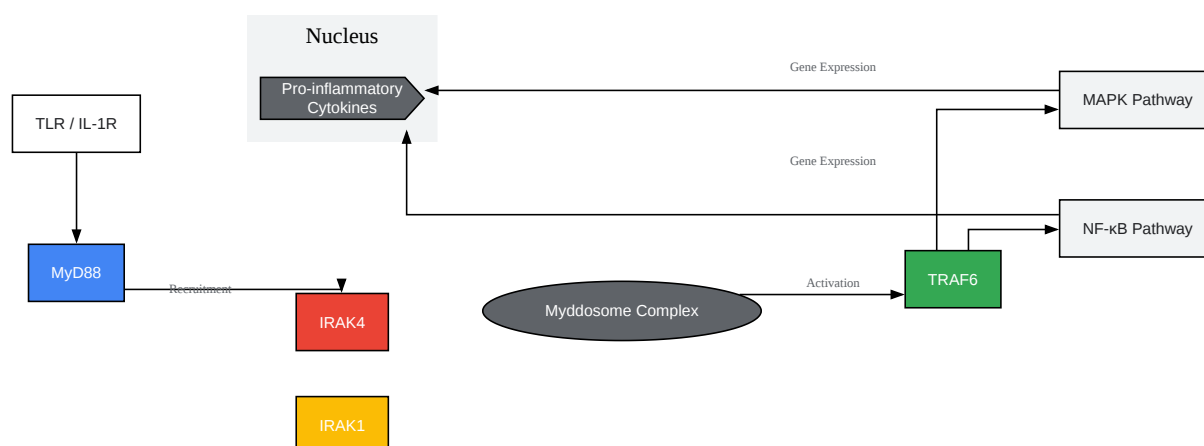 Nucleus
Pro-inflammatory
Cytokines
Gene Expression
MAPK Pathway
TLR / IL-1R
Gene Expression
NF-κB Pathway
MyD88
Recruitment
IRAK4
Myddosome Complex
Activation
TRAF6
IRAK1